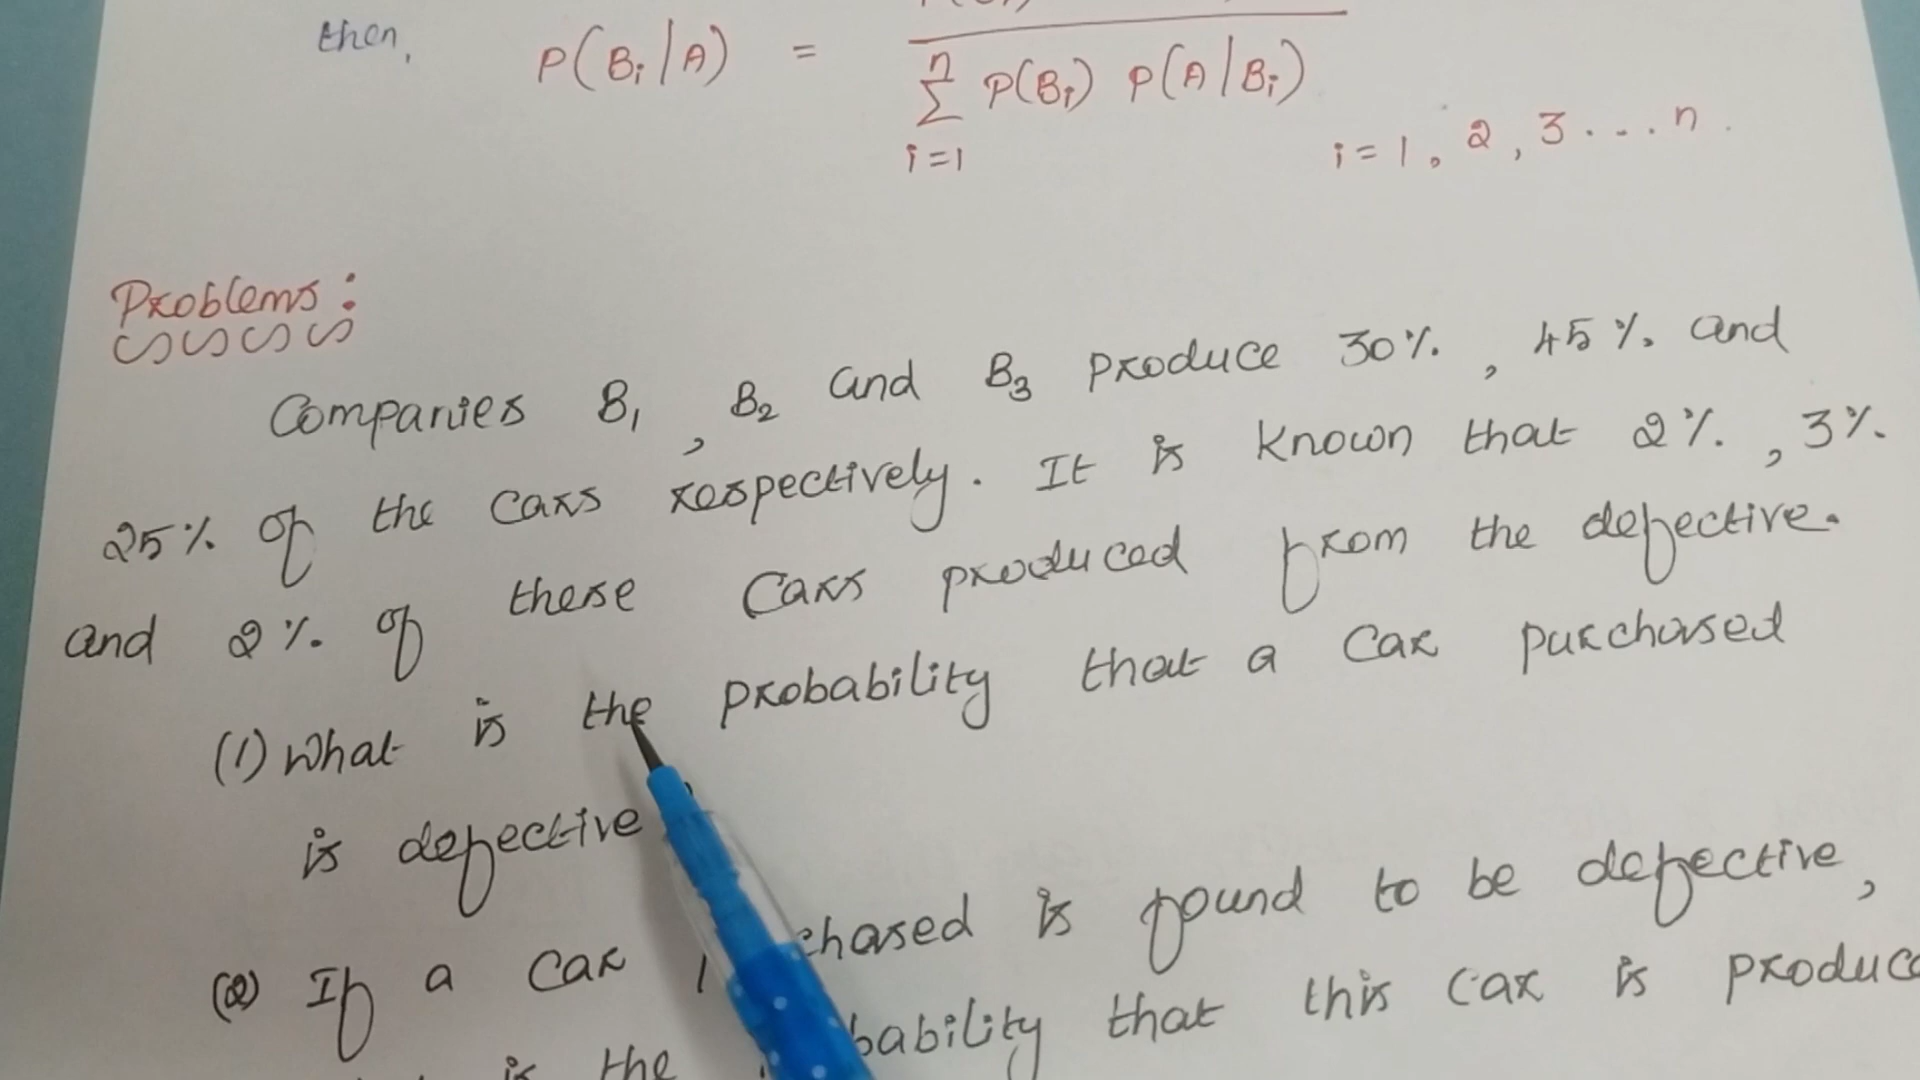 then, P(Bi/A) =
n
Σ P(Bi) P(A/Bi)
i=1
i=1, 2, 3 ... n.
Problems:
Companies B1, B2 and B3 produce 30%, 45% and
25% of the cars respectively. It is known that 2%, 3%
and 2% of these cars produced from the defective.
(1) What is the probability that a car purchased
is defective
(2) If a car is found to be defective,
is the that this car is